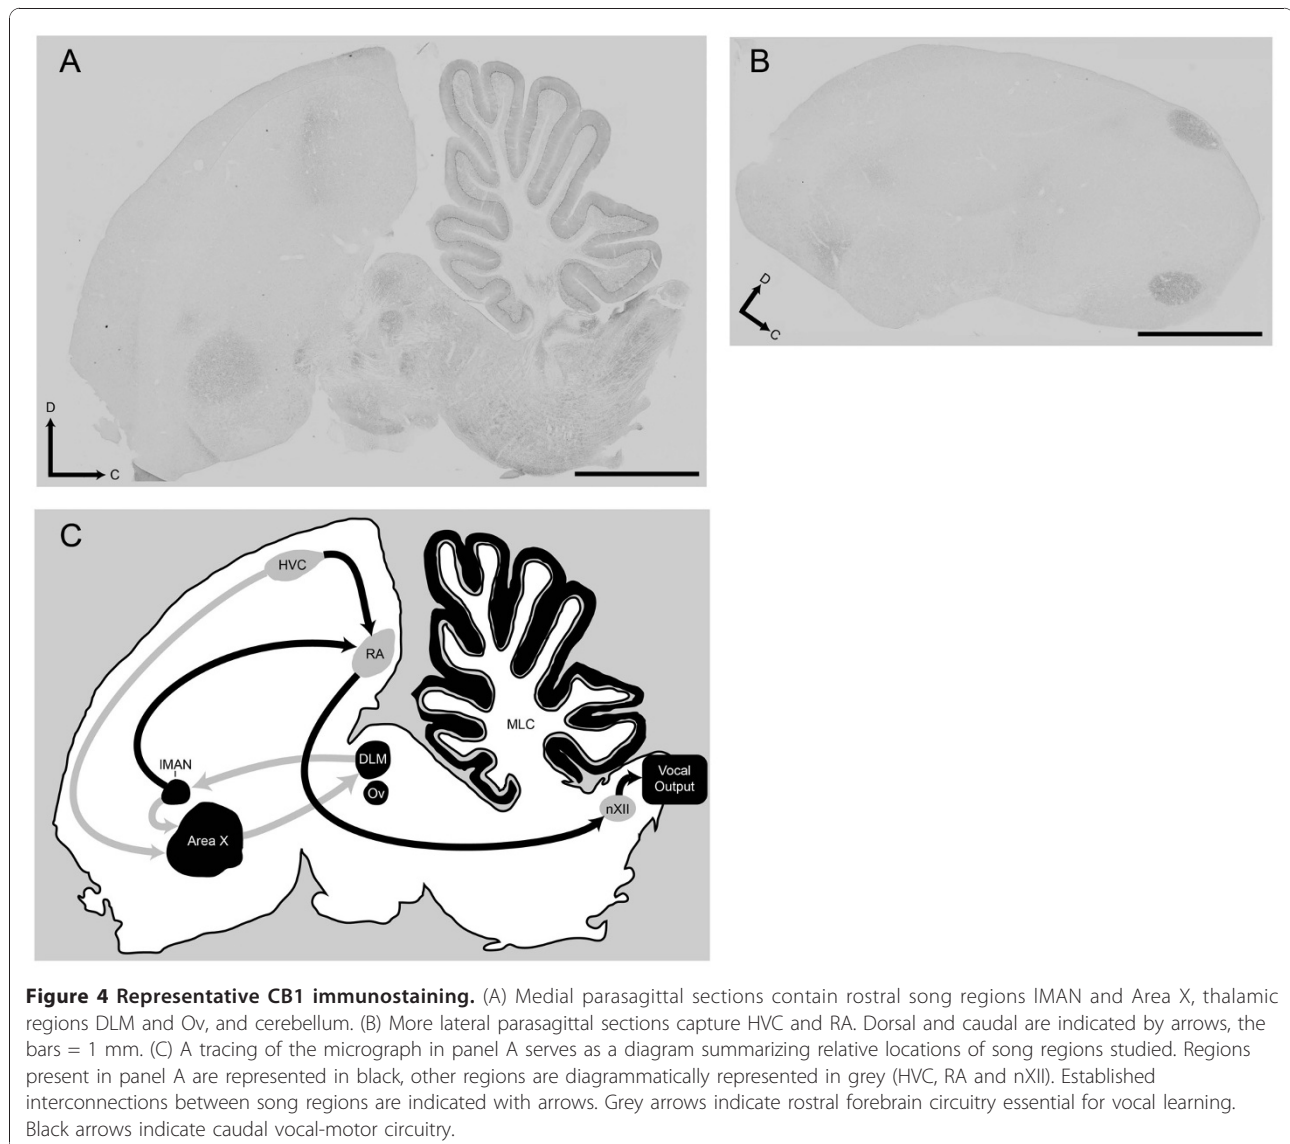 A
B
D
C
D
C
C
HVC
RA
MLC
lMAN
DLM
Ov
Area X
Vocal
Output
nXII
Figure 4 Representative CB1 immunostaining. (A) Medial parasagittal sections contain rostral song regions lMAN and Area X, thalamic
regions DLM and Ov, and cerebellum. (B) More lateral parasagittal sections capture HVC and RA. Dorsal and caudal are indicated by arrows, the
bars = 1 mm. (C) A tracing of the micrograph in panel A serves as a diagram summarizing relative locations of song regions studied. Regions
present in panel A are represented in black, other regions are diagrammatically represented in grey (HVC, RA and nXII). Established
interconnections between song regions are indicated with arrows. Grey arrows indicate rostral forebrain circuitry essential for vocal learning.
Black arrows indicate caudal vocal-motor circuitry.